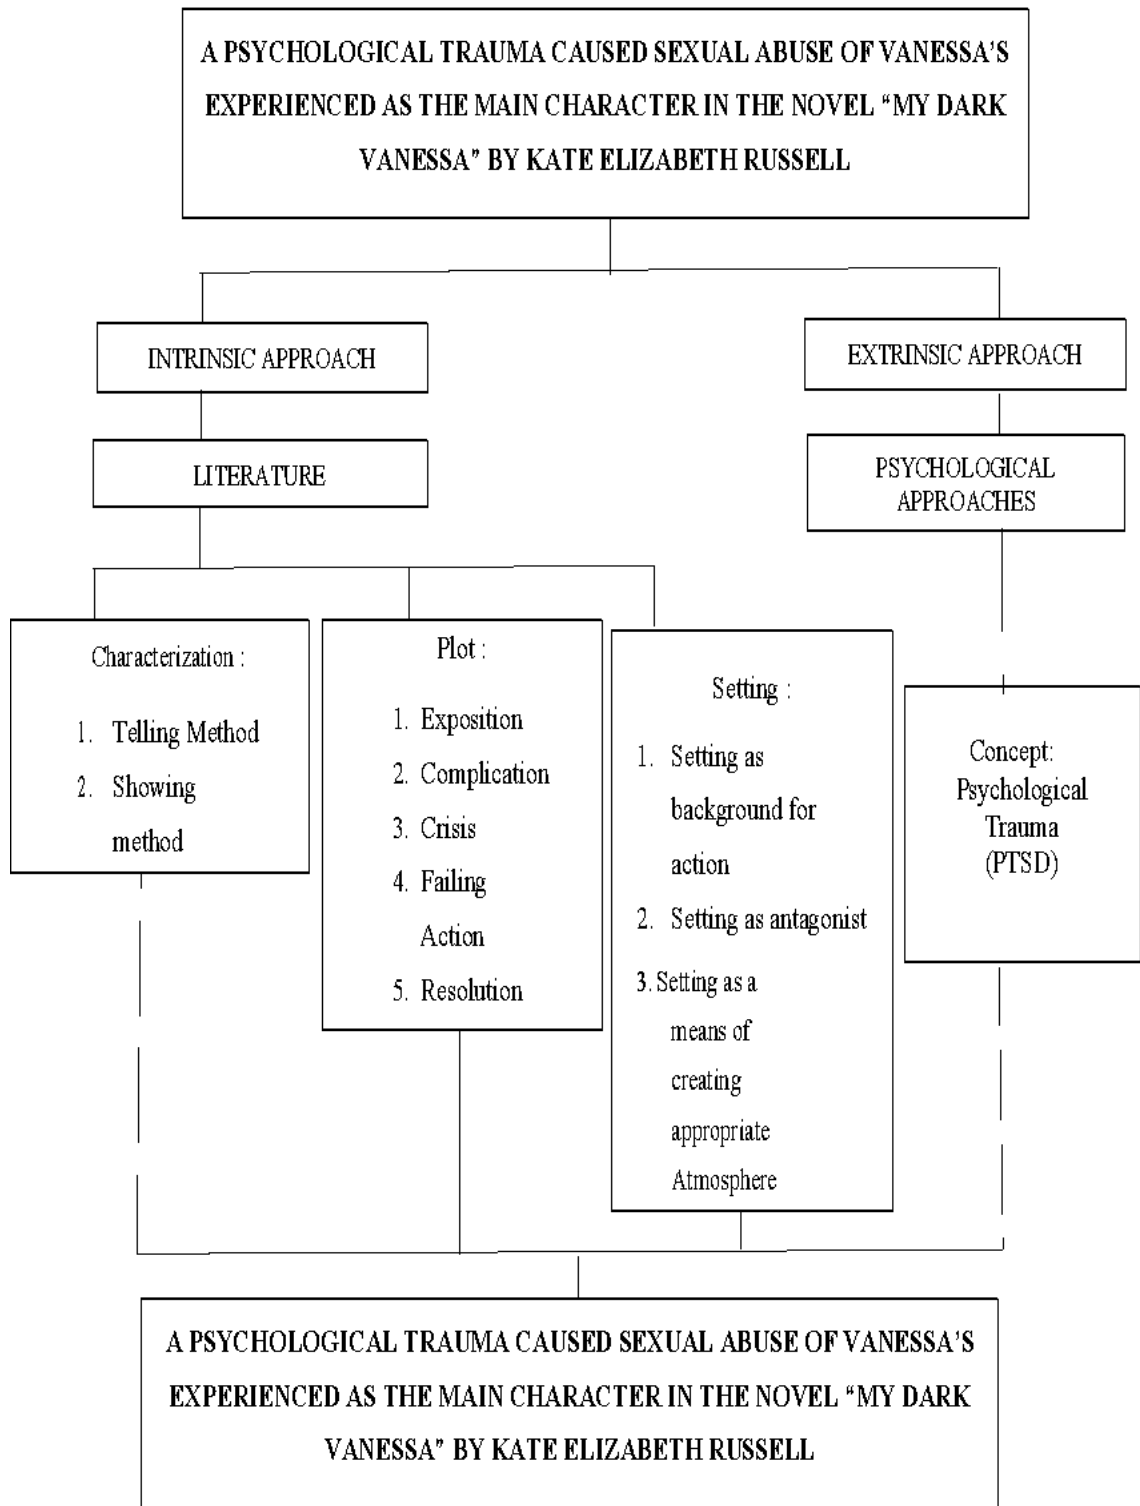 A PSYCHOLOGICAL TRAUMA CAUSED SEXUAL ABUSE OF VANESSA'S
EXPERIENCED AS THE MAIN CHARACTER IN THE NOVEL “MY DARK
VANESSA” BY KATE ELIZABETH RUSSELL
INTRINSIC APPROACH
EXTRINSIC APPROACH
LITERATURE
PSYCHOLOGICAL
APPROACHES
Characterization :
1. Telling Method
2. Showing
method
Plot :
1. Exposition
2. Complication
3. Crisis
4. Failing
Action
5. Resolution
Setting :
1. Setting as
background for
action
2. Setting as antagonist
3. Setting as a
means of
creating
appropriate
Atmosphere
Concept:
Psychological
Trauma
(PTSD)
A PSYCHOLOGICAL TRAUMA CAUSED SEXUAL ABUSE OF VANESSA'S
EXPERIENCED AS THE MAIN CHARACTER IN THE NOVEL “MY DARK
VANESSA” BY KATE ELIZABETH RUSSELL